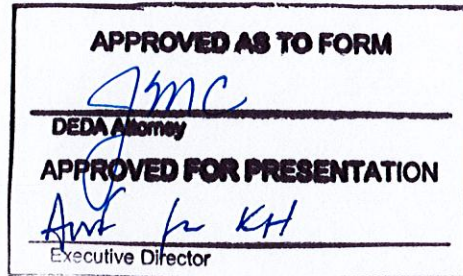 APPROVED AS TO FORM
JMC
DEDA Attorney
APPROVED FOR PRESENTATION
for KH
Executive Director